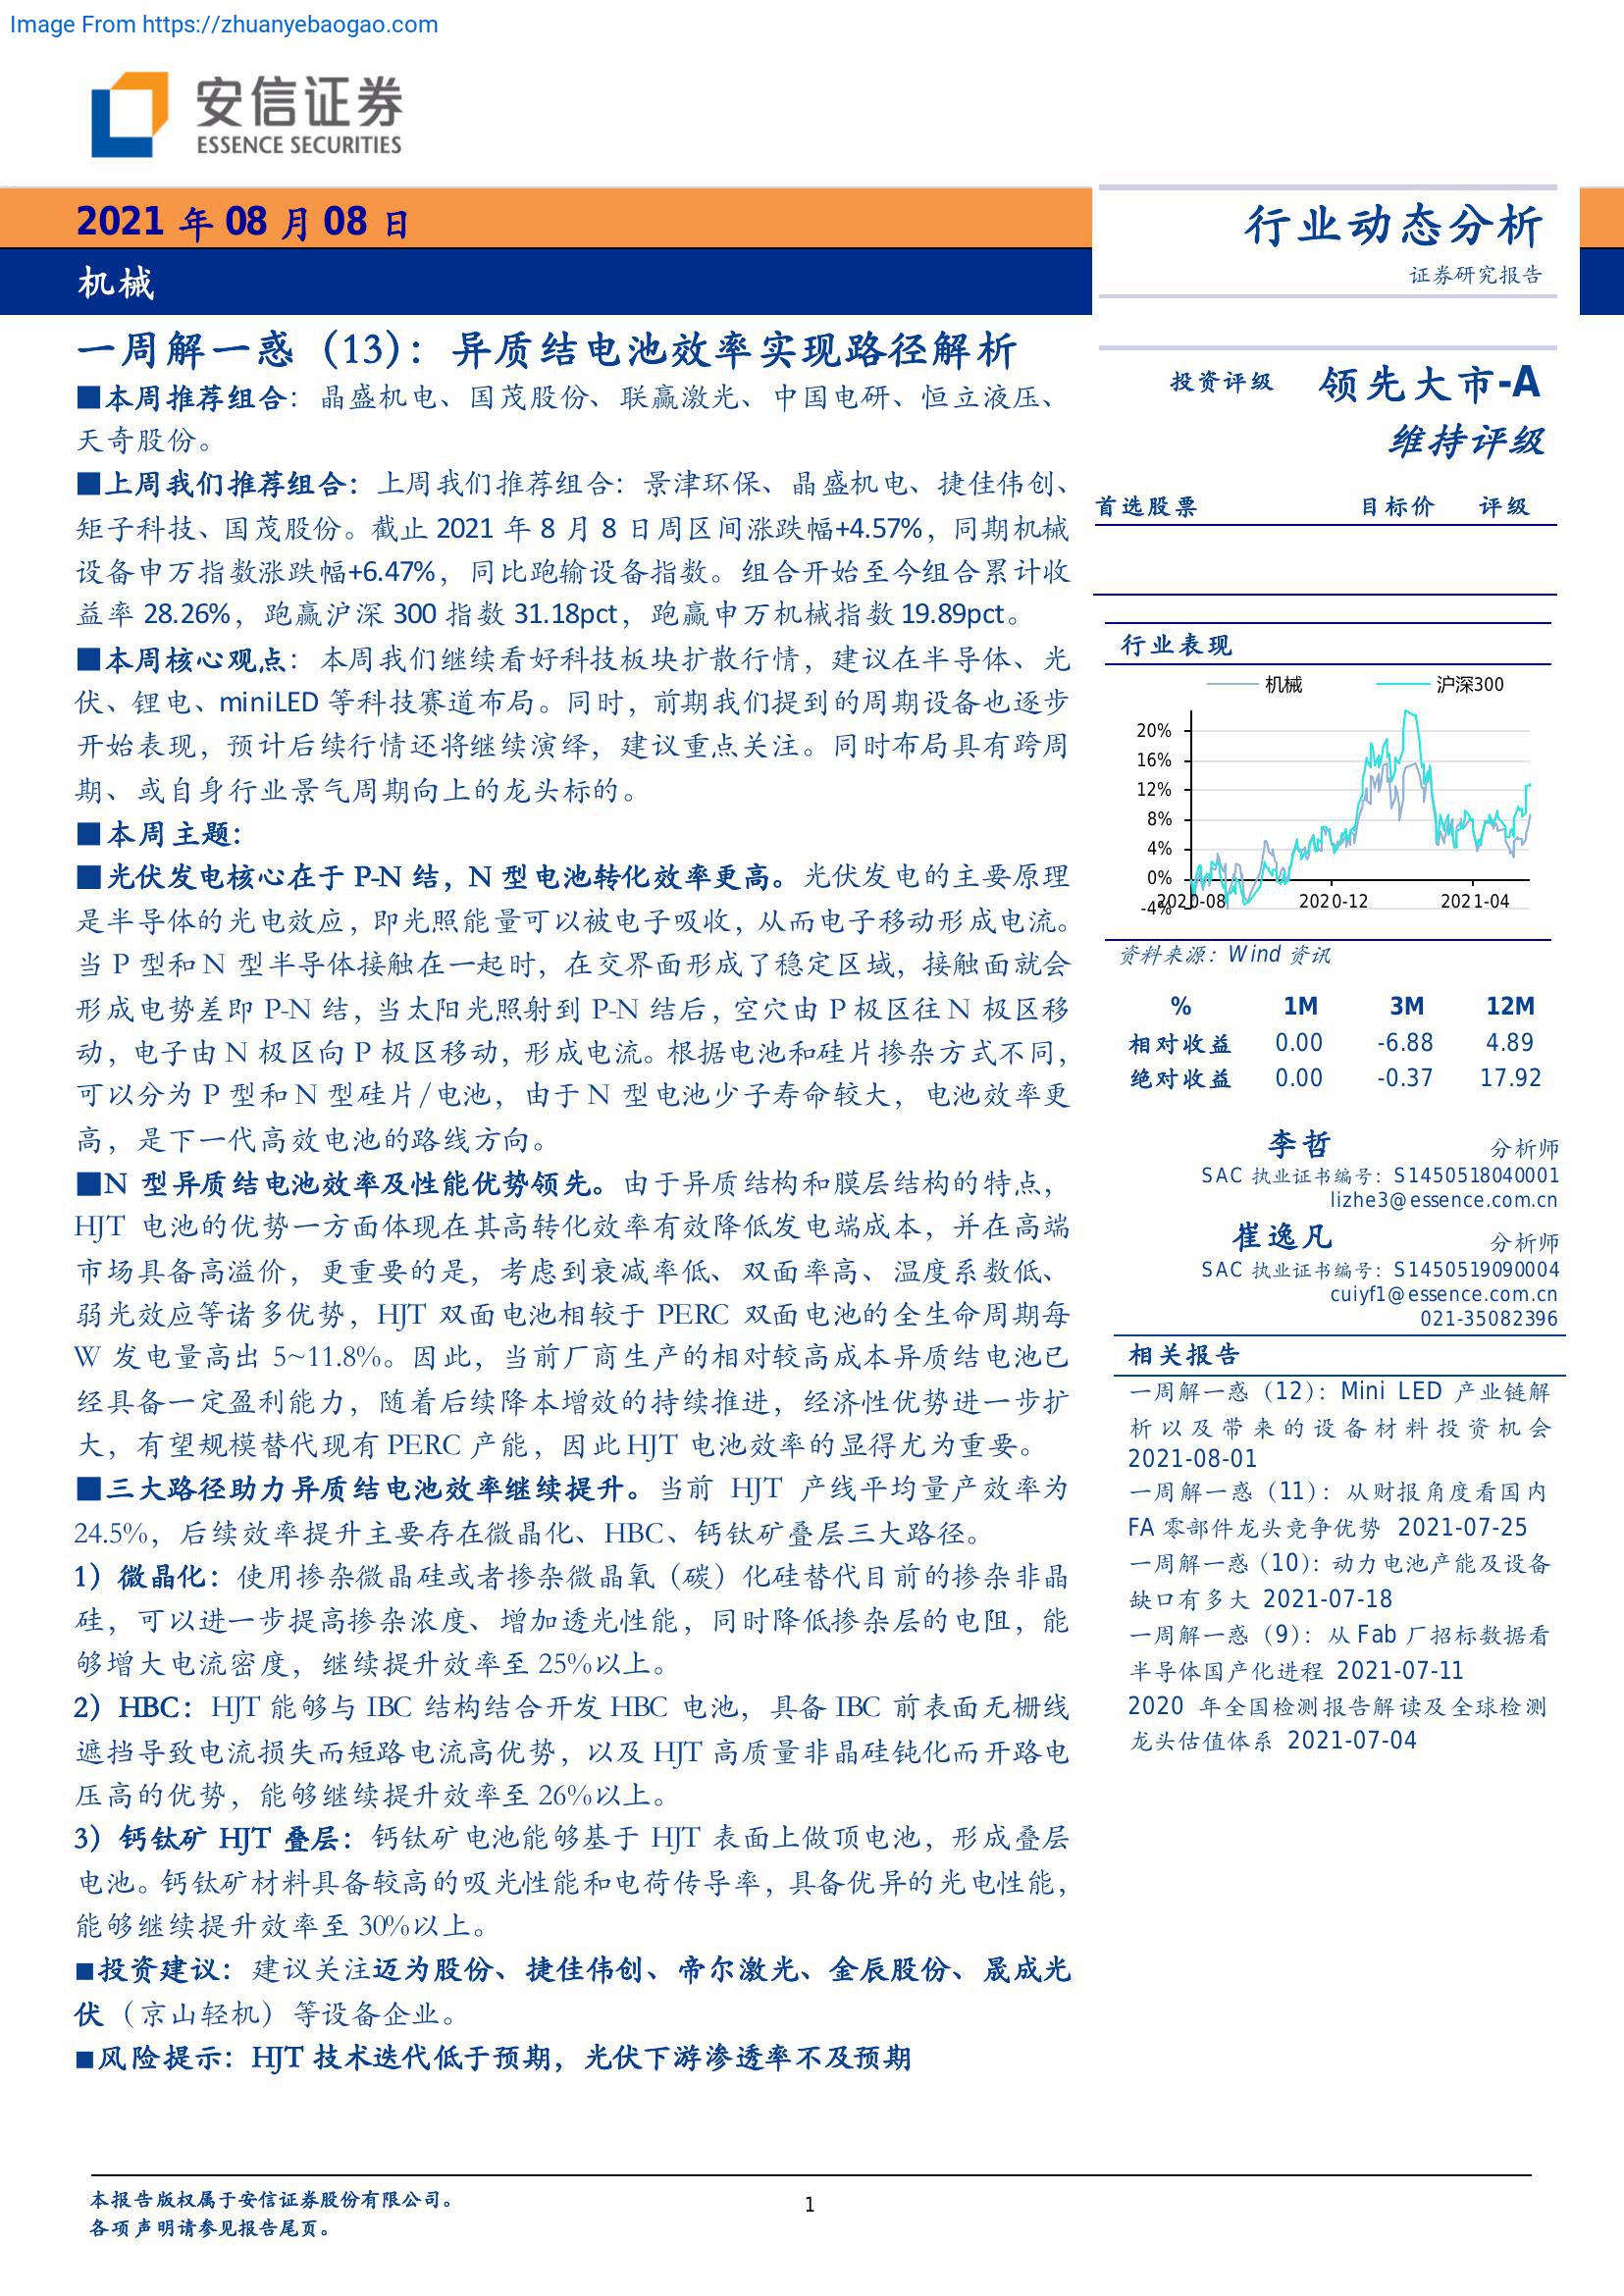 Image From https://zhuanyebaogao.com
安信证券
ESSENCE SECURITIES
2021 年 08 月 08 日
机械
行业动态分析
证券研究报告
一周解一惑（13）：异质结电池效率实现路径解析
■本周推荐组合：晶盛机电、国茂股份、联赢激光、中国电研、恒立液压、
天奇股份。
■上周我们推荐组合：上周我们推荐组合：景津环保、晶盛机电、捷佳伟创、
矩子科技、国茂股份。截止 2021 年 8 月 8 日周区间涨跌幅+4.57%，同期机械
设备申万指数涨跌幅+6.47%，同比跑输设备指数。组合开始至今组合累计收
益率 28.26%，跑赢沪深 300 指数 31.18pct，跑赢申万机械指数 19.89pct。
■本周核心观点：本周我们继续看好科技板块扩散行情，建议在半导体、光
伏、锂电、miniLED 等科技赛道布局。同时，前期我们提到的周期设备也逐步
开始表现，预计后续行情还将继续演绎，建议重点关注。同时布局具有跨周
期、或自身行业景气周期向上的龙头标的。
■本周主题：
■光伏发电核心在于 P-N 结，N 型电池转化效率更高。光伏发电的主要原理
是半导体的光电效应，即光照能量可以被电子吸收，从而电子移动形成电流。
当 P 型和 N 型半导体接触在一起时，在交界面形成了稳定区域，接触面就会
形成电势差即 P-N 结，当太阳光照射到 P-N 结后，空穴由 P 极区往 N 极区移
动，电子由 N 极区向 P 极区移动，形成电流。根据电池和硅片掺杂方式不同，
可以分为 P 型和 N 型硅片/电池，由于 N 型电池少子寿命较大，电池效率更
高，是下一代高效电池的路线方向。
■N 型异质结电池效率及性能优势领先。由于异质结构和膜层结构的特点，
HJT 电池的优势一方面体现在其高转化效率有效降低发电端成本，并在高端
市场具备高溢价，更重要的是，考虑到衰减率低、双面率高、温度系数低、
弱光效应等诸多优势，HJT 双面电池相较于 PERC 双面电池的全生命周期每
W 发电量高出 5~11.8%。因此，当前厂商生产的相对较高成本异质结电池已
经具备一定盈利能力，随着后续降本增效的持续推进，经济性优势进一步扩
大，有望规模替代现有 PERC 产能，因此 HJT 电池效率的显得尤为重要。
■三大路径助力异质结电池效率继续提升。当前 HJT 产线平均量产效率为
24.5%，后续效率提升主要存在微晶化、HBC、钙钛矿叠层三大路径。
1）微晶化：使用掺杂微晶硅或者掺杂微晶氧（碳）化硅替代目前的掺杂非晶
硅，可以进一步提高掺杂浓度、增加透光性能，同时降低掺杂层的电阻，能
够增大电流密度，继续提升效率至 25%以上。
2）HBC：HJT 能够与 IBC 结构结合开发 HBC 电池，具备 IBC 前表面无栅线
遮挡导致电流损失而短路电流高优势，以及 HJT 高质量非晶硅钝化而开路电
压高的优势，能够继续提升效率至 26%以上。
3）钙钛矿 HJT 叠层：钙钛矿电池能够基于 HJT 表面上做顶电池，形成叠层
电池。钙钛矿材料具备较高的吸光性能和电荷传导率，具备优异的光电性能，
能够继续提升效率至 30%以上。
■投资建议：建议关注迈为股份、捷佳伟创、帝尔激光、金辰股份、晟成光
伏（京山轻机）等设备企业。
■风险提示：HJT 技术迭代低于预期，光伏下游渗透率不及预期
投资评级 领先大市-A
维持评级
首选股票 目标价 评级
行业表现
机械 沪深300
20%
16%
12%
8%
4%
0%
-4%
2020-08 2020-12 2021-04
资料来源：Wind 资讯
% 1M 3M 12M
相对收益 0.00 -6.88 4.89
绝对收益 0.00 -0.37 17.92
李哲 分析师
SAC 执业证书编号：S1450518040001
lizhe3@essence.com.cn
崔逸凡 分析师
SAC 执业证书编号：S1450519090004
cuiyf1@essence.com.cn
021-35082396
相关报告
一周解一惑（12）：Mini LED 产业链解
析以及带来的设备材料投资机会
2021-08-01
一周解一惑（11）：从财报角度看国内
FA 零部件龙头竞争优势 2021-07-25
一周解一惑（10）：动力电池产能及设备
缺口有多大 2021-07-18
一周解一惑（9）：从 Fab 厂招标数据看
半导体国产化进程 2021-07-11
2020 年全国检测报告解读及全球检测
龙头估值体系 2021-07-04
本报告版权属于安信证券股份有限公司。
各项声明请参见报告尾页。
1